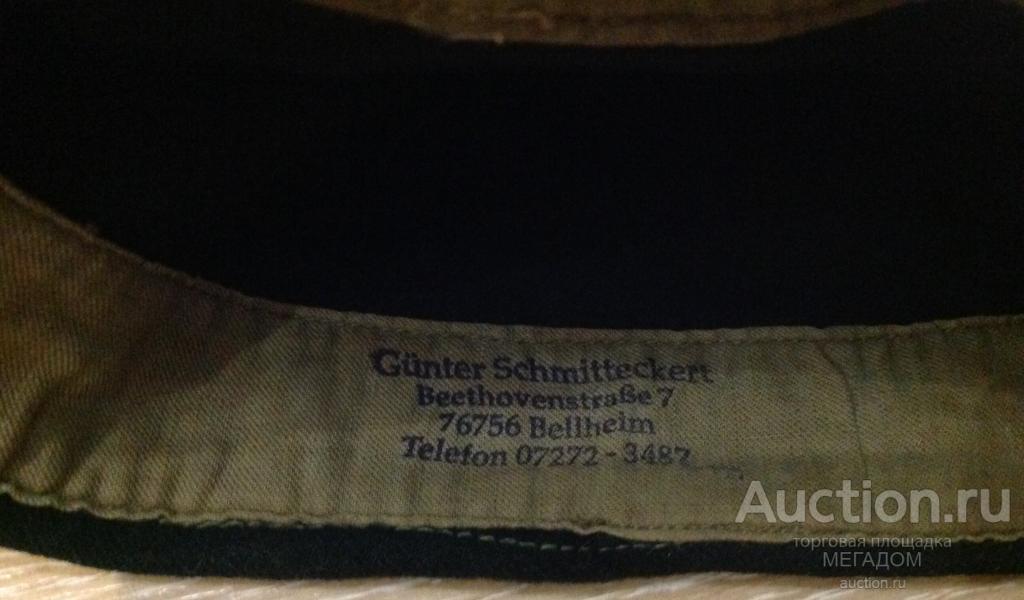 Günter Schmitteckert
Beethovenstraße 7
76756 Bellheim
Telefon 07272 - 3487
Auction.ru
торговая площадка
МЕГАДОМ
auction.ru